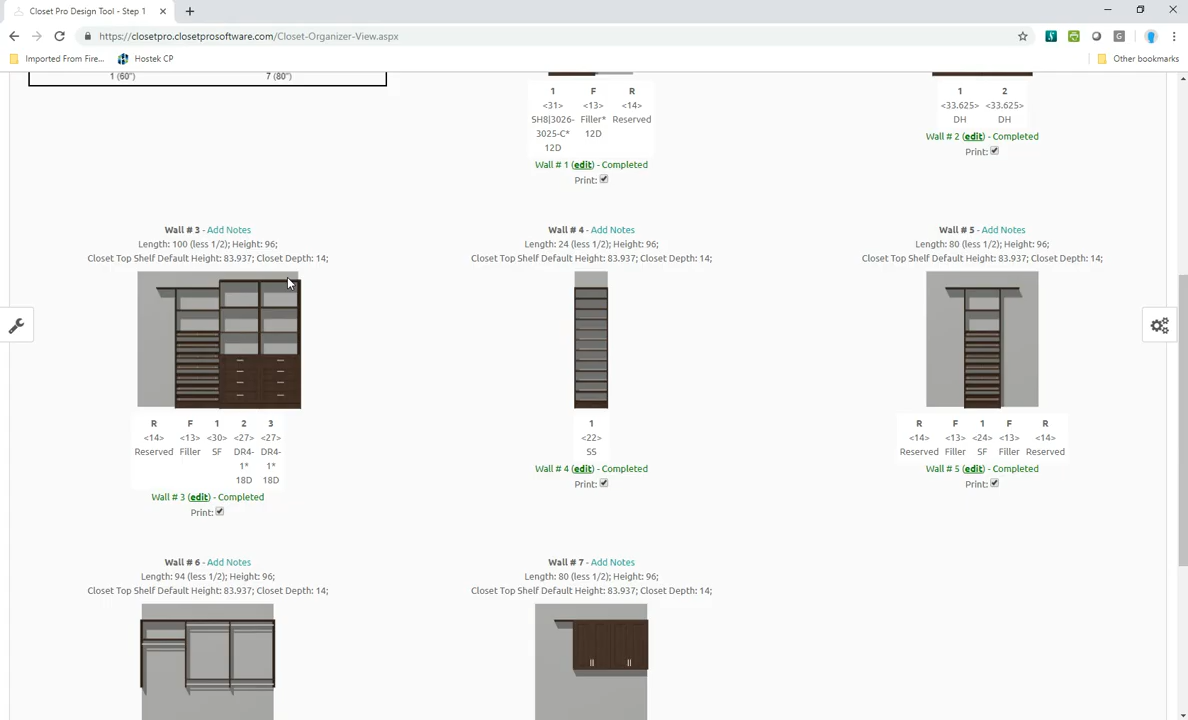 Closet Pro Design Tool - Step 1
https://closetpro.closetprosoftware.com/Closet-Organizer-View.aspx
Imported From Fire...
Hostek CP
Other bookmarks
1 (60")
7 (80")
1 F R
<31> <13> <14>
SH8|3026- Filler* Reserved
3025-C* 12D
12D
Wall # 1 (edit) - Completed
Print:
1 2
<33.625> <33.625>
DH DH
Wall # 2 (edit) - Completed
Print:
Wall # 3 - Add Notes
Length: 100 (less 1/2); Height: 96;
Closet Top Shelf Default Height: 83.937; Closet Depth: 14;
R F 1 2 3
<14> <13> <30> <27> <27>
Reserved Filler SF DR4- DR4-
1* 1*
18D 18D
Wall # 3 (edit) - Completed
Print:
Wall # 4 - Add Notes
Length: 24 (less 1/2); Height: 96;
Closet Top Shelf Default Height: 83.937; Closet Depth: 14;
1
<22>
SS
Wall # 4 (edit) - Completed
Print:
Wall # 5 - Add Notes
Length: 80 (less 1/2); Height: 96;
Closet Top Shelf Default Height: 83.937; Closet Depth: 14;
R F 1 F R
<14> <13> <24> <13> <14>
Reserved Filler SF Filler Reserved
Wall # 5 (edit) - Completed
Print:
Wall # 6 - Add Notes
Length: 94 (less 1/2); Height: 96;
Closet Top Shelf Default Height: 83.937; Closet Depth: 14;
Wall # 7 - Add Notes
Length: 80 (less 1/2); Height: 96;
Closet Top Shelf Default Height: 83.937; Closet Depth: 14;